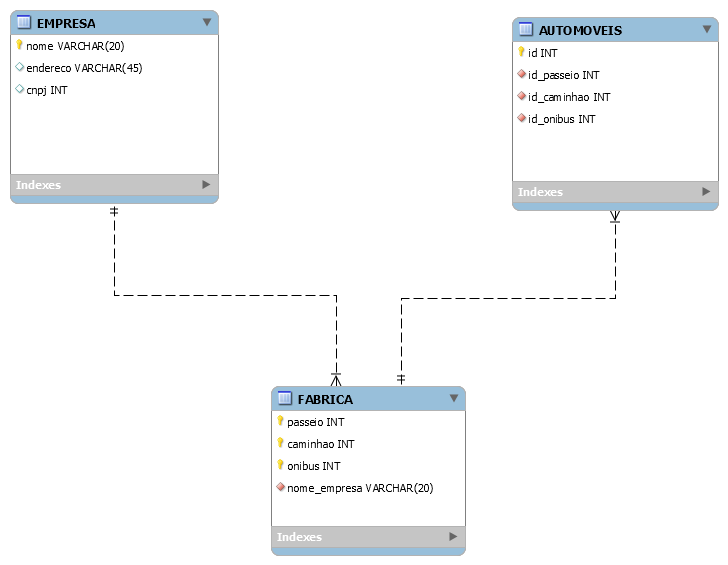 EMPRESA
nome VARCHAR(20)
endereco VARCHAR(45)
cnpj INT
Indexes
AUTOMOVEIS
id INT
id_passeio INT
id_caminhao INT
id_onibus INT
Indexes
FABRICA
passeio INT
caminhao INT
onibus INT
nome_empresa VARCHAR(20)
Indexes